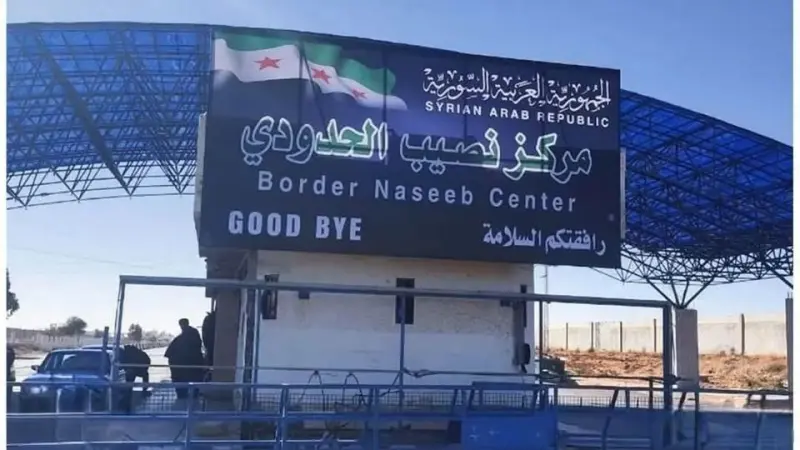 الجمهورية العربية السورية
SYRIAN ARAB REPUBLIC
مركز نصيب الحدودي
Border Naseeb Center
GOOD BYE رافقتكم السلامة